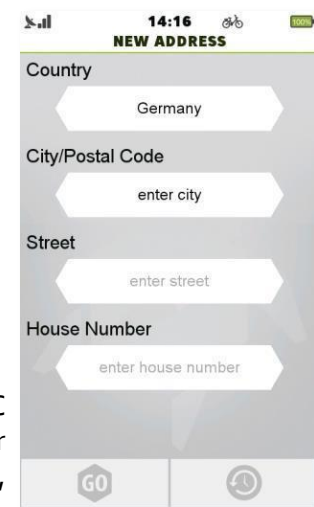 14:16
100%
NEW ADDRESS
Country
Germany
City/Postal Code
enter city
Street
enter street
House Number
enter house number
GO